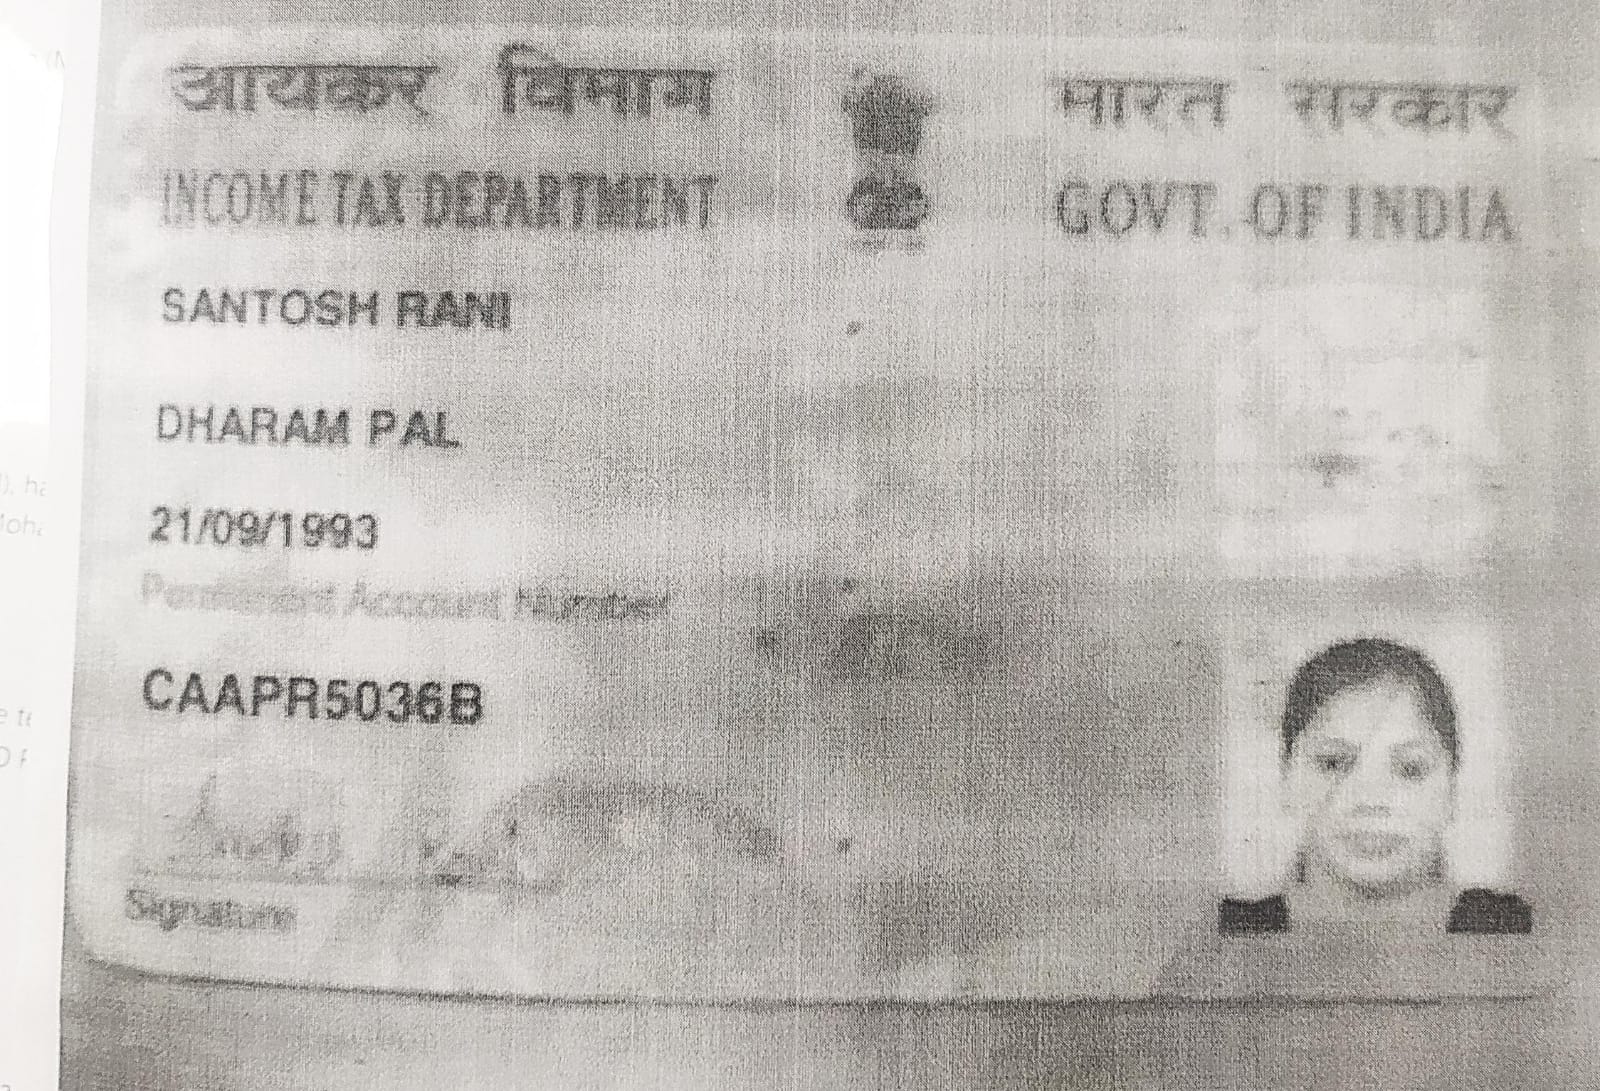 आयकर विभाग
भारत सरकार
INCOME TAX DEPARTMENT
GOVT. OF INDIA
SANTOSH RANI
DHARAM PAL
21/09/1993
Permanent Account Number
CAAPR5036B
Signature